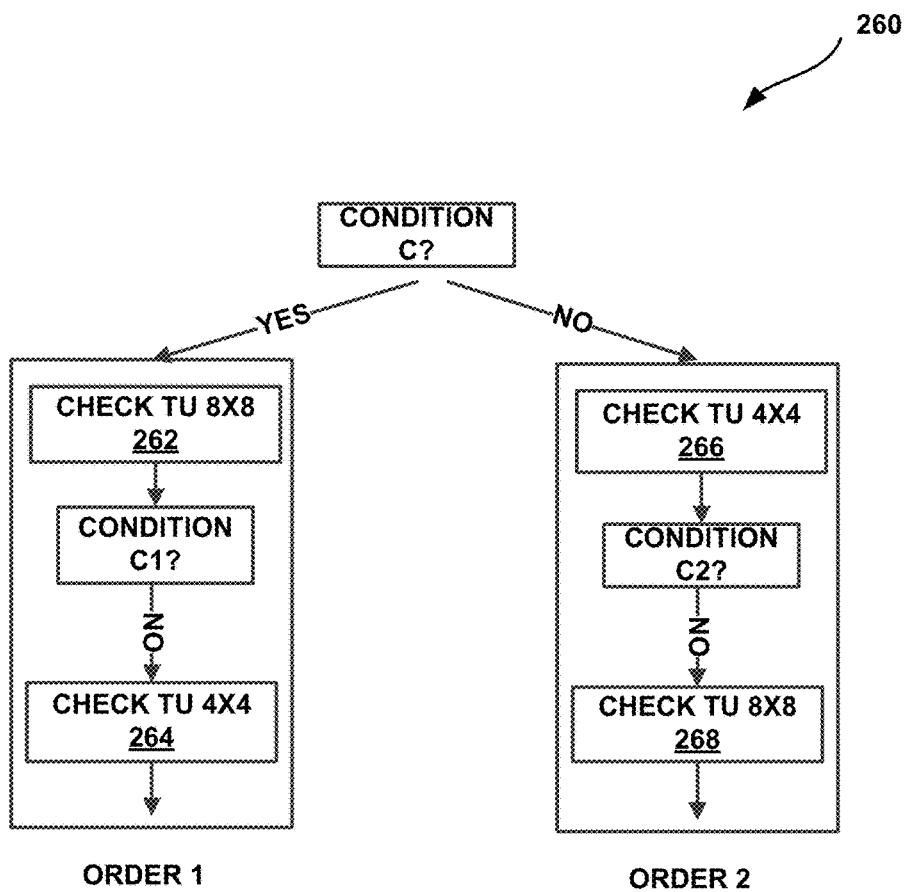 260
CONDITION
C?
YES
NO
CHECK TU 8X8
262
CONDITION
C1?
NO
CHECK TU 4X4
264
ORDER 1
CHECK TU 4X4
266
CONDITION
C2?
NO
CHECK TU 8X8
268
ORDER 2